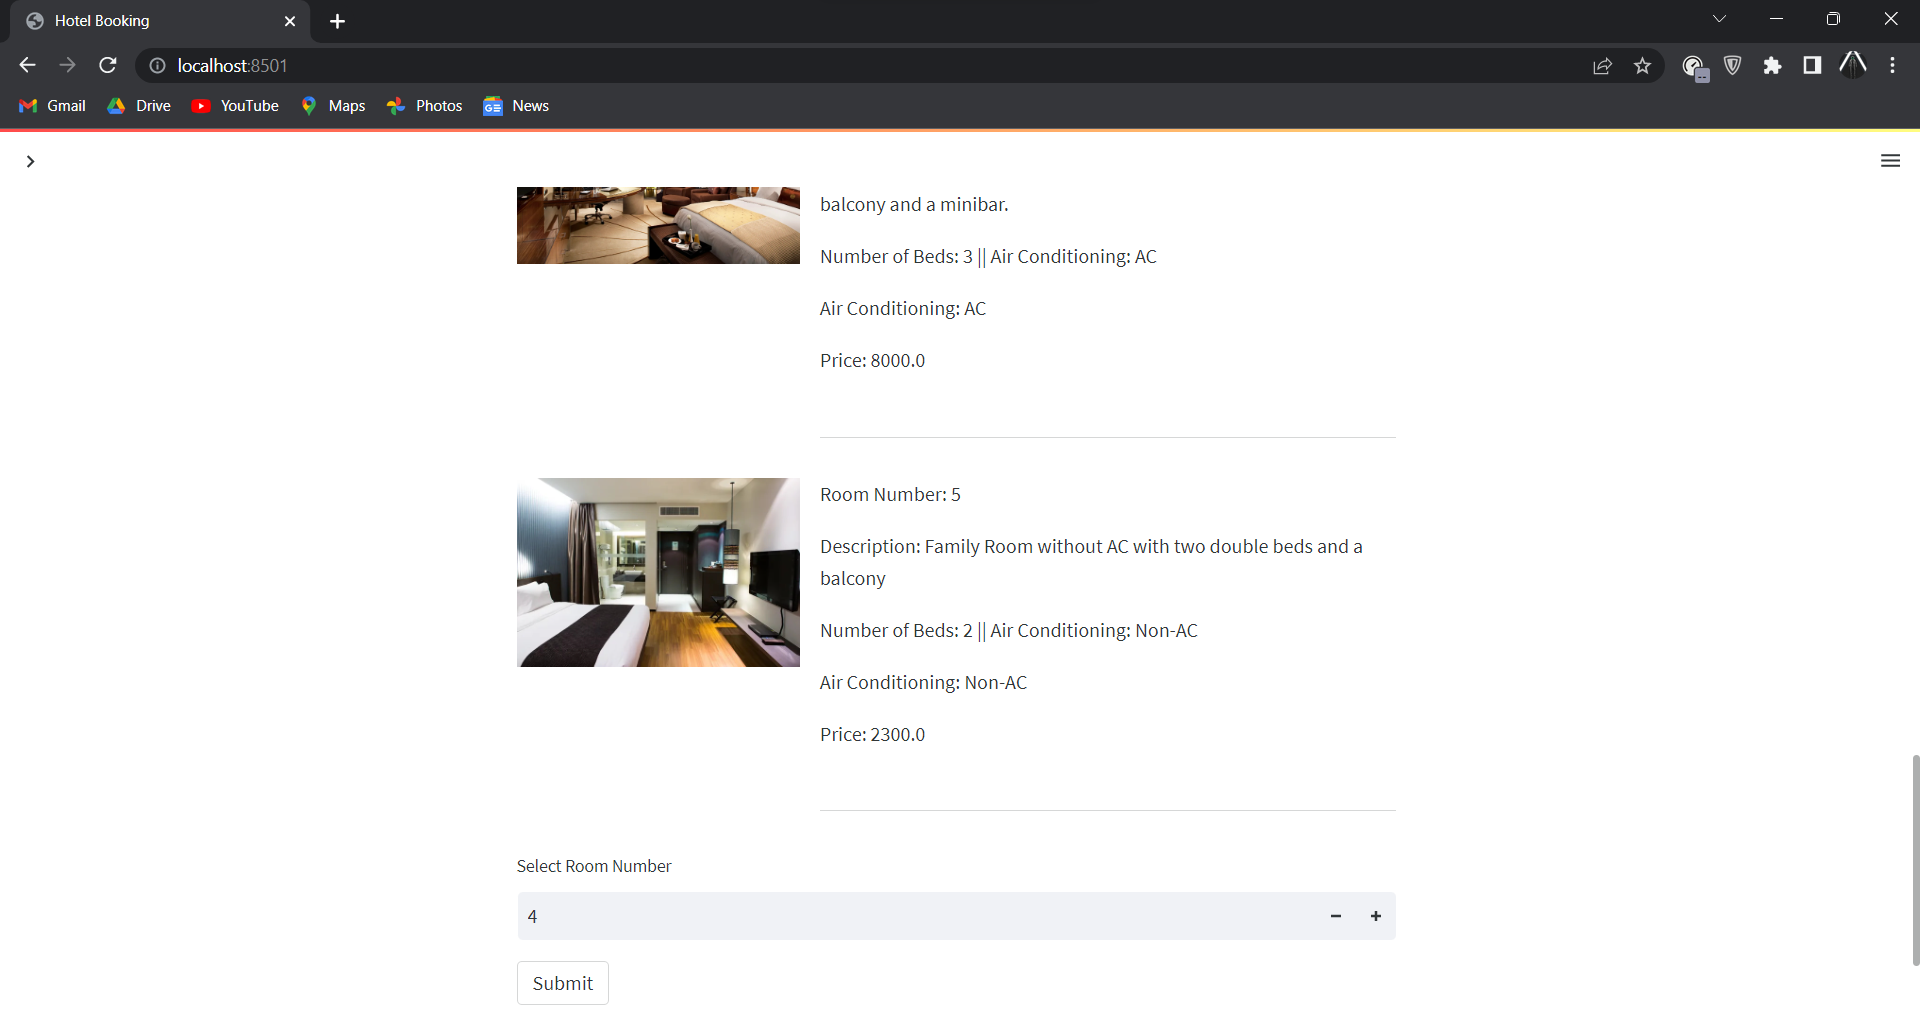 Hotel Booking
localhost:8501
Gmail Drive YouTube Maps Photos News
balcony and a minibar.
Number of Beds: 3 || Air Conditioning: AC
Air Conditioning: AC
Price: 8000.0
Room Number: 5
Description: Family Room without AC with two double beds and a
balcony
Number of Beds: 2 || Air Conditioning: Non-AC
Air Conditioning: Non-AC
Price: 2300.0
Select Room Number
4
Submit